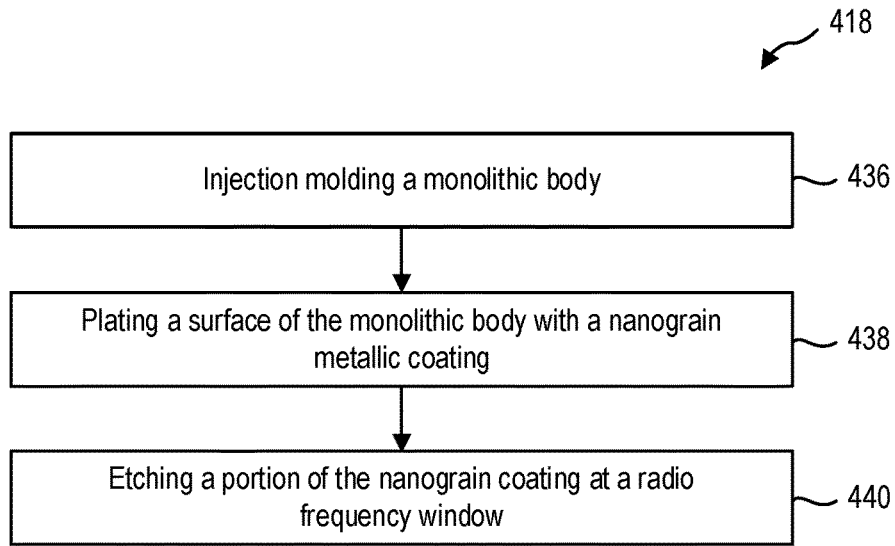 418
Injection molding a monolithic body
436
Plating a surface of the monolithic body with a nanograin
metallic coating
438
Etching a portion of the nanograin coating at a radio
frequency window
440